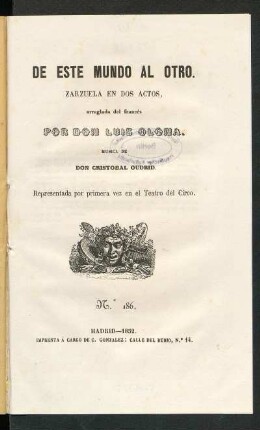 DE ESTE MUNDO AL OTRO.
ZARZUELA EN DOS ACTOS,
arreglada del francés
POR DON LUIS OLONA.
MUSICA DE
DON CRISTOBAL OUDRID.
Representada por primera vez en el Teatro del Circo.
N.º 186.
MADRID—1852.
IMPRENTA Á CARGO DE C. GONZALEZ: CALLE DEL RUBIO, N.º 14.